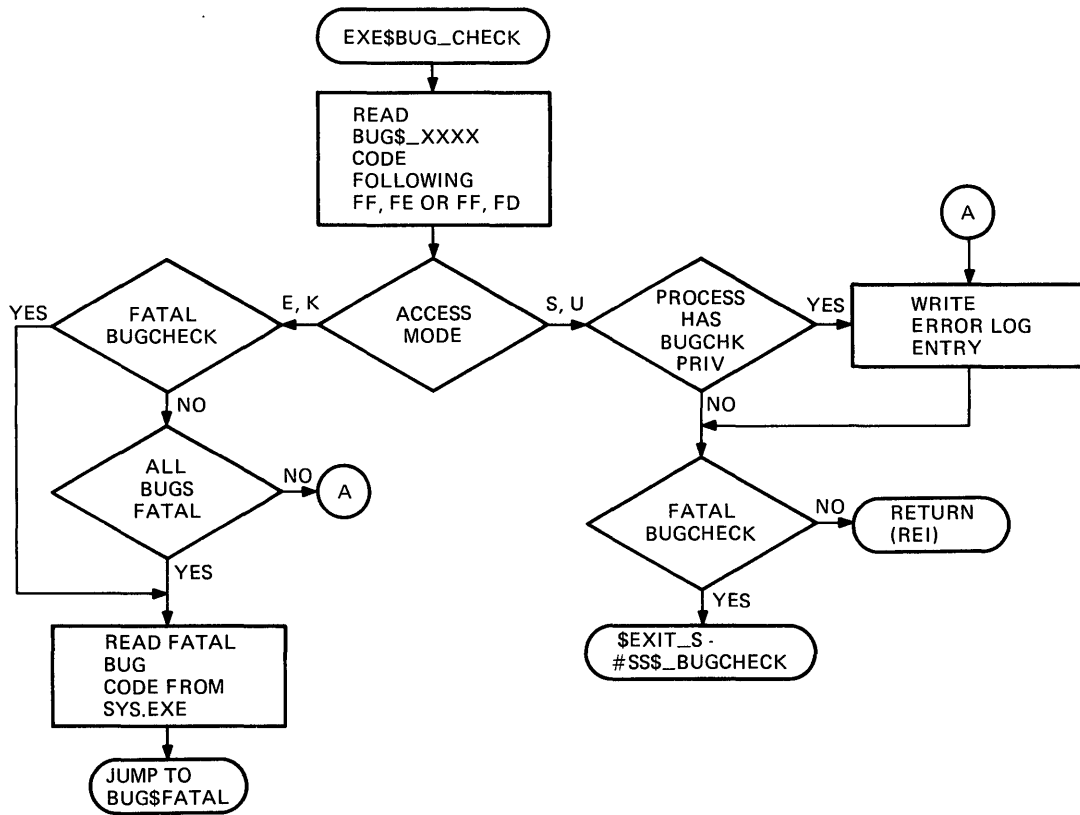 EXE$BUG_CHECK
READ
BUG$_XXXX
CODE
FOLLOWING
FF, FE OR FF, FD
A
YES
FATAL
BUGCHECK
E, K
ACCESS
MODE
S, U
PROCESS
HAS
BUGCHK
PRIV
YES
WRITE
ERROR LOG
ENTRY
NO
NO
ALL
BUGS
FATAL
NO
A
FATAL
BUGCHECK
NO
RETURN
(REI)
YES
YES
READ FATAL
BUG
CODE FROM
SYS.EXE
$EXIT_S -
#SS$_BUGCHECK
JUMP TO
BUG$FATAL